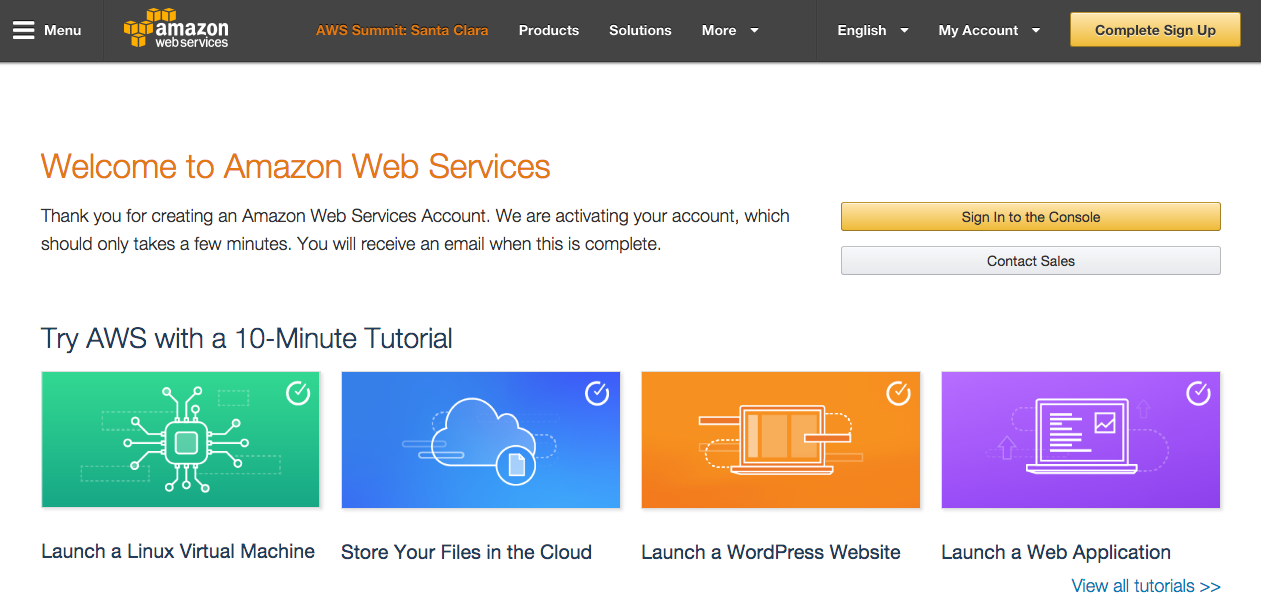 Menu
amazon
web services
AWS Summit: Santa Clara
Products
Solutions
More
English
My Account
Complete Sign Up
Welcome to Amazon Web Services
Thank you for creating an Amazon Web Services Account. We are activating your account, which
should only takes a few minutes. You will receive an email when this is complete.
Sign In to the Console
Contact Sales
Try AWS with a 10-Minute Tutorial
Launch a Linux Virtual Machine
Store Your Files in the Cloud
Launch a WordPress Website
Launch a Web Application
View all tutorials >>